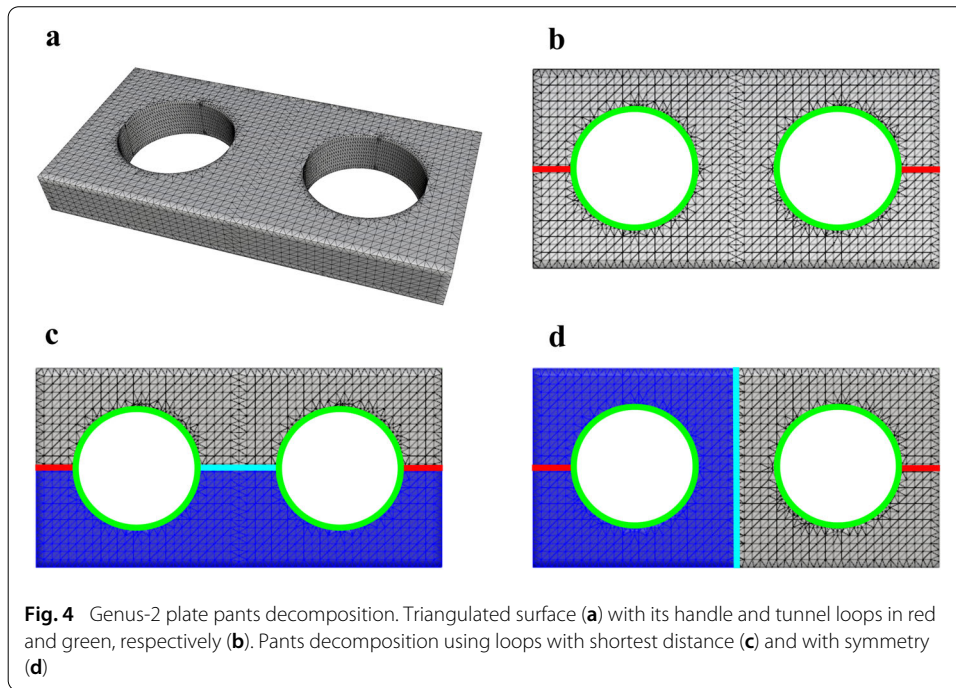 a
b
c
d
Fig. 4 Genus-2 plate pants decomposition. Triangulated surface (a) with its handle and tunnel loops in red
and green, respectively (b). Pants decomposition using loops with shortest distance (c) and with symmetry
(d)